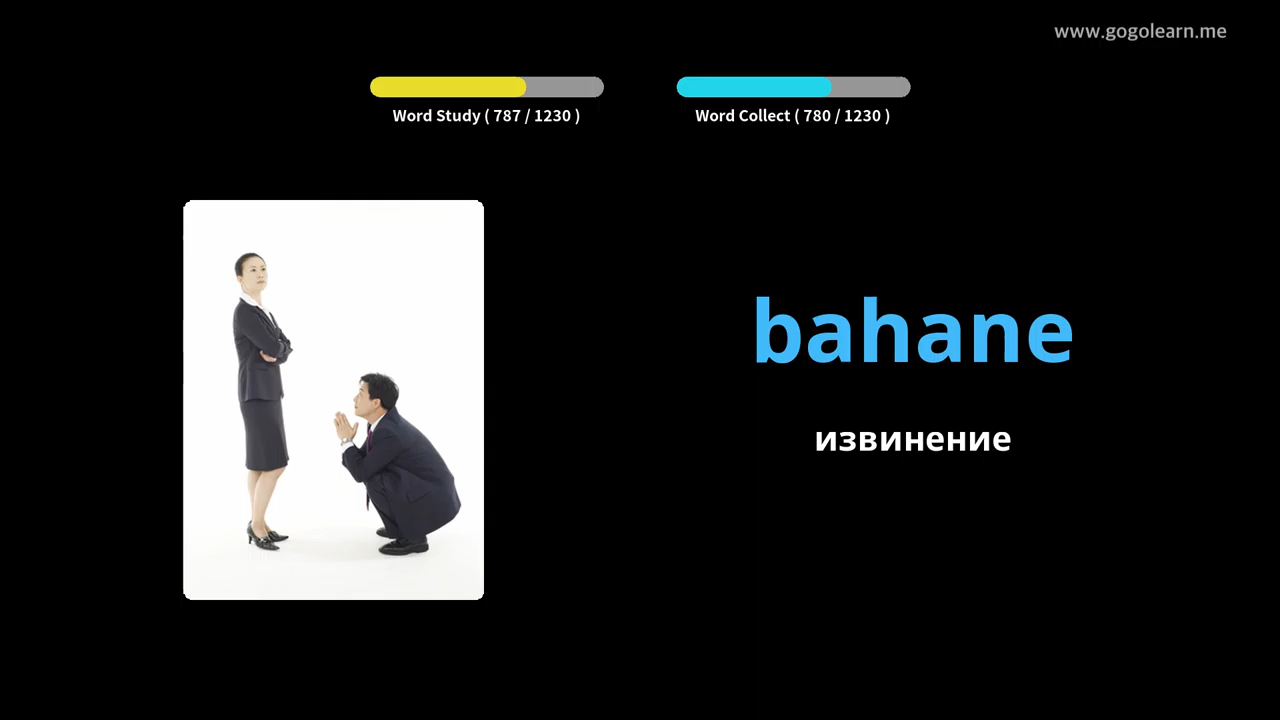 www.gogolearn.me
Word Study ( 787 / 1230 )
Word Collect ( 780 / 1230 )
bahane
извинение